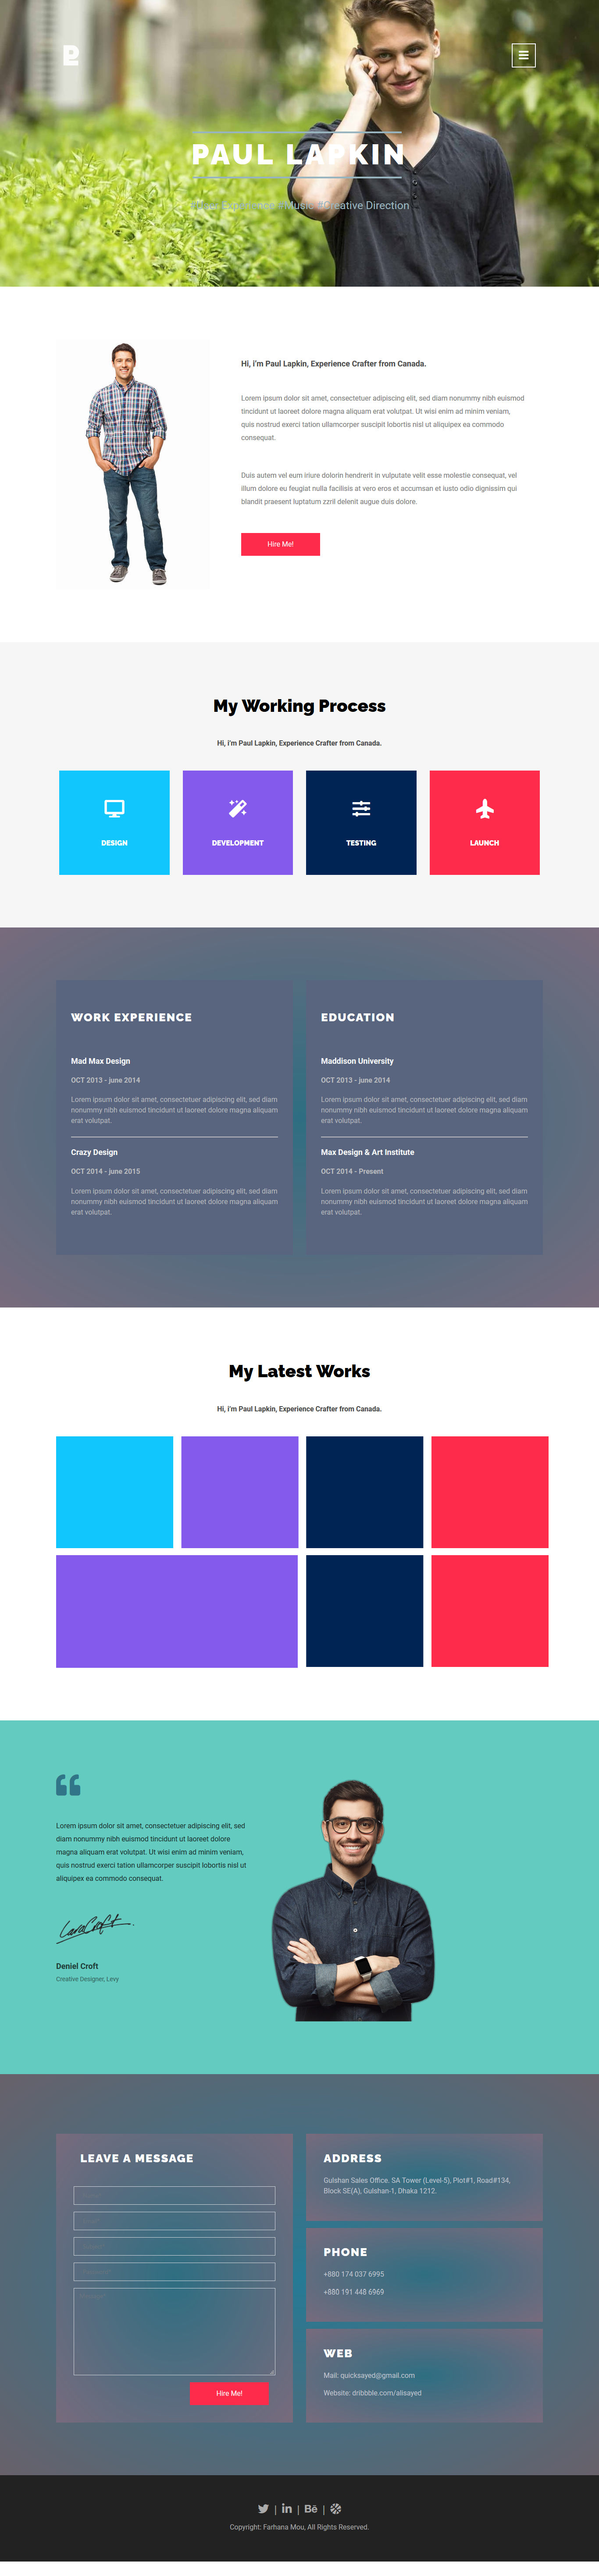 PAUL LAPKIN
#Music #Creative Direction
Hi, i'm Paul Lapkin, Experience Crafter from Canada.
Lorem ipsum dolor sit amet, consectetuer adipiscing elit, sed diam nonummy nibh euismod
tincidunt ut laoreet dolore magna aliquam erat volutpat. Ut wisi enim ad minim veniam,
quis nostrud exerci tation ullamcorper suscipit lobortis nisl ut aliquipex ea commodo
consequat.
Duis autem vel eum iriure dolorin hendrerit in vulputate velit esse molestie consequat, vel
illum dolore eu feugiat nulla facilisis at vero eros et accumsan et iusto odio dignissim qui
blandit praesent luptatum zzril delenit augue duis dolore.
Hire Me!
My Working Process
Hi, i'm Paul Lapkin, Experience Crafter from Canada.
DESIGN
DEVELOPMENT
TESTING
LAUNCH
WORK EXPERIENCE
Mad Max Design
OCT 2013 - june 2014
Lorem ipsum dolor sit amet, consectetuer adipiscing elit, sed diam
nonummy nibh euismod tincidunt ut laoreet dolore magna aliquam
erat volutpat.
Crazy Design
OCT 2014 - june 2015
Lorem ipsum dolor sit amet, consectetuer adipiscing elit, sed diam
nonummy nibh euismod tincidunt ut laoreet dolore magna aliquam
erat volutpat.
EDUCATION
Maddison University
OCT 2013 - june 2014
Lorem ipsum dolor sit amet, consectetuer adipiscing elit, sed diam
nonummy nibh euismod tincidunt ut laoreet dolore magna aliquam
erat volutpat.
Max Design & Art Institute
OCT 2014 - Present
Lorem ipsum dolor sit amet, consectetuer adipiscing elit, sed diam
nonummy nibh euismod tincidunt ut laoreet dolore magna aliquam
erat volutpat.
My Latest Works
Hi, i'm Paul Lapkin, Experience Crafter from Canada.
Lorem ipsum dolor sit amet, consectetuer adipiscing elit, sed
diam nonummy nibh euismod tincidunt ut laoreet dolore
magna aliquam erat volutpat. Ut wisi enim ad minim veniam,
quis nostrud exerci tation ullamcorper suscipit lobortis nisl ut
aliquipex ea commodo consequat.
Deniel Croft
Creative Designer, Levy
LEAVE A MESSAGE
Hire Me!
ADDRESS
Gulshan Sales Office. SA Tower (Level-5), Plot#1, Road#134,
Block SE(A), Gulshan-1, Dhaka 1212.
PHONE
+880 174 037 6995
+880 191 448 6969
WEB
Mail: quicksayed@gmail.com
Website: dribbble.com/alisayed
Copyright: Farhana Mou, All Rights Reserved.